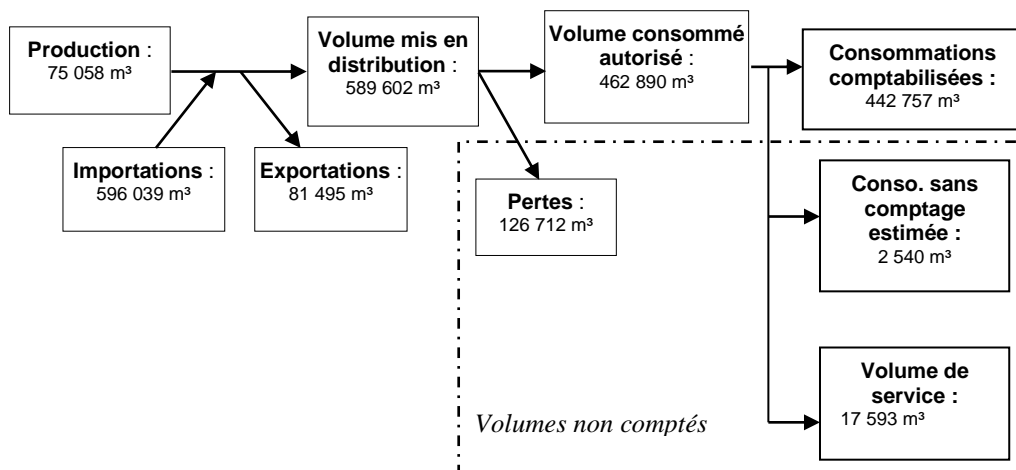 Production :
75 058 m³
Volume mis en
distribution :
589 602 m³
Volume consommé
autorisé :
462 890 m³
Consommations
comptabilisées :
442 757 m³
Importations :
596 039 m³
Exportations :
81 495 m³
Pertes :
126 712 m³
Conso. sans
comptage
estimée :
2 540 m³
Volume de
service :
17 593 m³
Volumes non comptés